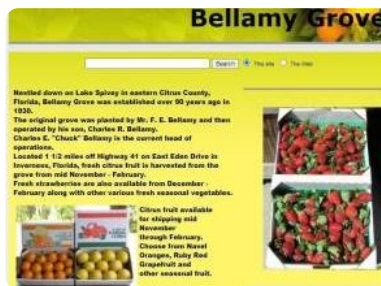 Bellamy Grove
Search This site The Web
Nestled down on Lake Spivey in eastern Citrus County,
Florida, Bellamy Grove was established over 90 years ago in
1930.
The original grove was planted by Mr. F. E. Bellamy and then
operated by his son, Charles R. Bellamy.
Charles E. "Chuck" Bellamy is the current head of
operations.
Located 1 1/2 miles off Highway 41 on East Eden Drive in
Inverness, Florida, fresh citrus fruit is harvested from the
grove from mid November - February.
Fresh strawberries are also available from December -
February along with other various fresh seasonal vegetables.
Citrus fruit available
for shipping mid
November
through February.
Choose from Navel
Oranges, Ruby Red
Grapefruit and
other seasonal fruit.